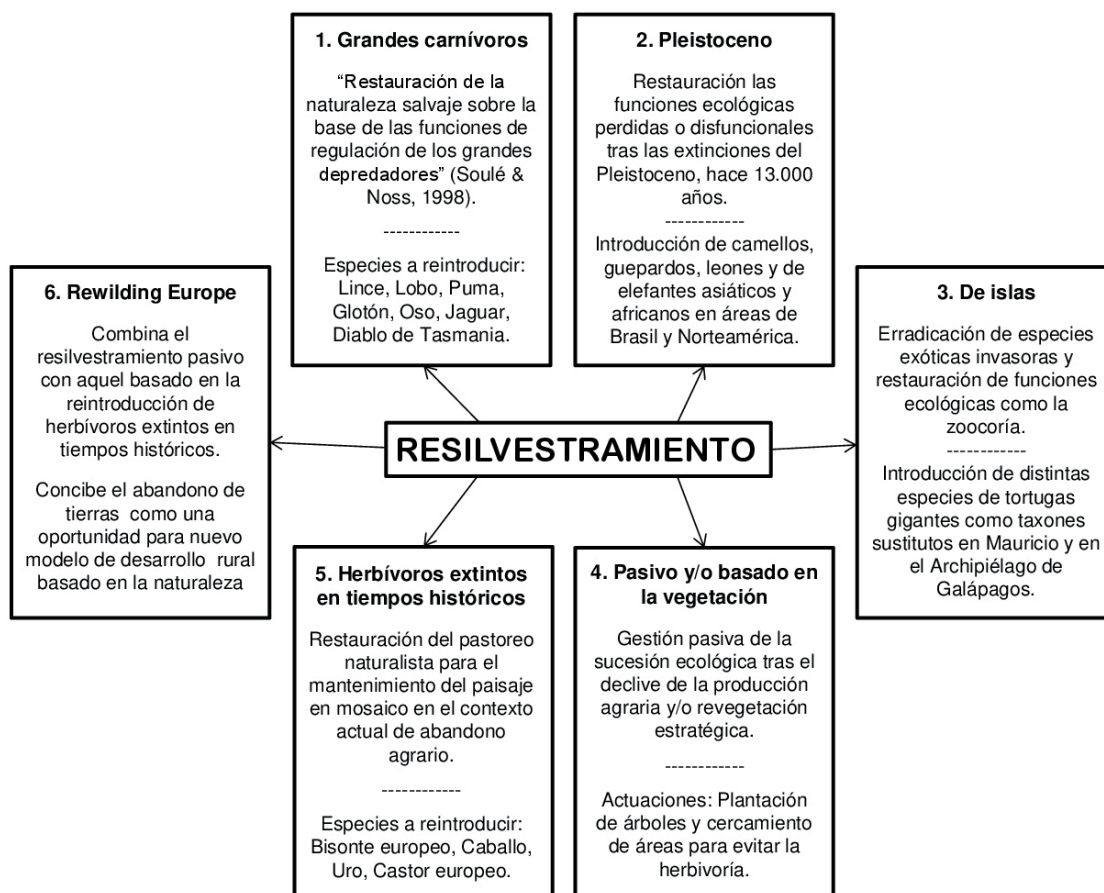 1. Grandes carnívoros
“Restauración de la
naturaleza salvaje sobre la
base de las funciones de
regulación de los grandes
depredadores” (Soulé &
Noss, 1998).
------------
Especies a reintroducir:
Lince, Lobo, Puma,
Glotón, Oso, Jaguar,
Diablo de Tasmania.
2. Pleistoceno
Restauración las
funciones ecológicas
perdidas o disfuncionales
tras las extinciones del
Pleistoceno, hace 13.000
años.
------------
Introducción de camellos,
guepardos, leones y de
elefantes asiáticos y
africanos en áreas de
Brasil y Norteamérica.
6. Rewilding Europe
Combina el
resilvestramiento pasivo
con aquel basado en la
reintroducción de
herbívoros extintos en
tiempos históricos.
Concibe el abandono de
tierras como una
oportunidad para nuevo
modelo de desarrollo rural
basado en la naturaleza
RESILVESTRAMIENTO
3. De islas
Erradicación de especies
exóticas invasoras y
restauración de funciones
ecológicas como la
zoocoría.
------------
Introducción de distintas
especies de tortugas
gigantes como taxones
sustitutos en Mauricio y en
el Archipiélago de
Galápagos.
5. Herbívoros extintos
en tiempos históricos
Restauración del pastoreo
naturalista para el
mantenimiento del paisaje
en mosaico en el contexto
actual de abandono
agrario.
------------
Especies a reintroducir:
Bisonte europeo, Caballo,
Uro, Castor europeo.
4. Pasivo y/o basado en
la vegetación
Gestión pasiva de la
sucesión ecológica tras el
declive de la producción
agraria y/o revegetación
estratégica.
------------
Actuaciones: Plantación
de árboles y cercamiento
de áreas para evitar la
herbivoría.